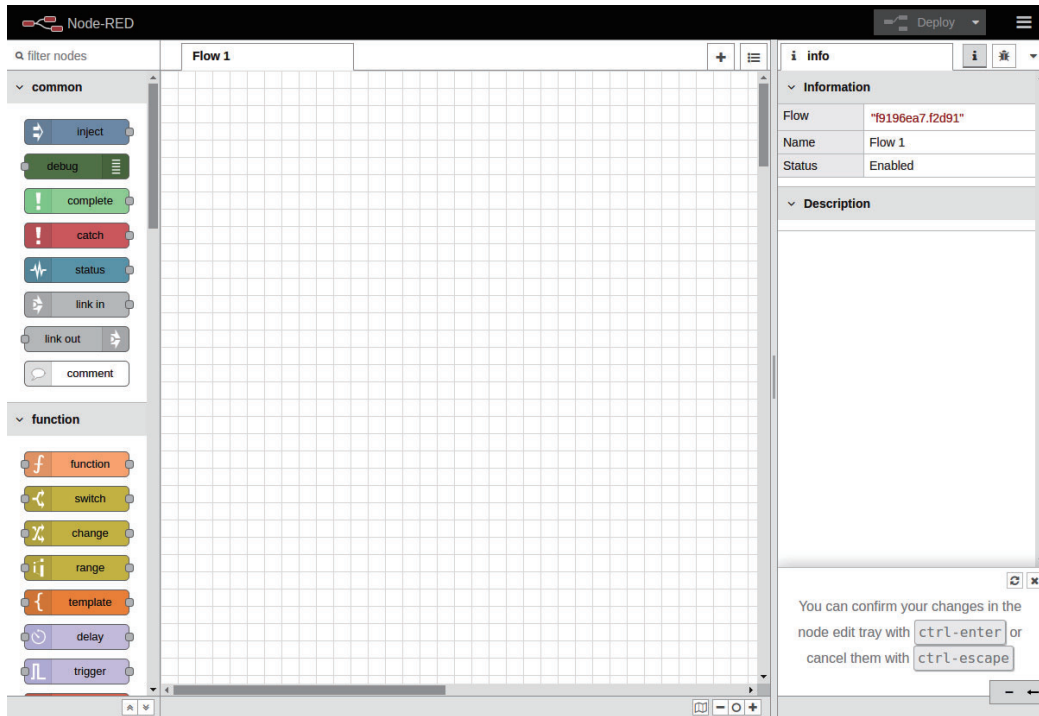 Node-RED
Deploy
filter nodes
Flow 1
info
common
inject
debug
complete
catch
status
link in
link out
comment
function
function
switch
change
range
template
delay
trigger
Information
Flow "f9196ea7.f2d91"
Name Flow 1
Status Enabled
Description
You can confirm your changes in the
node edit tray with ctrl-enter or
cancel them with ctrl-escape